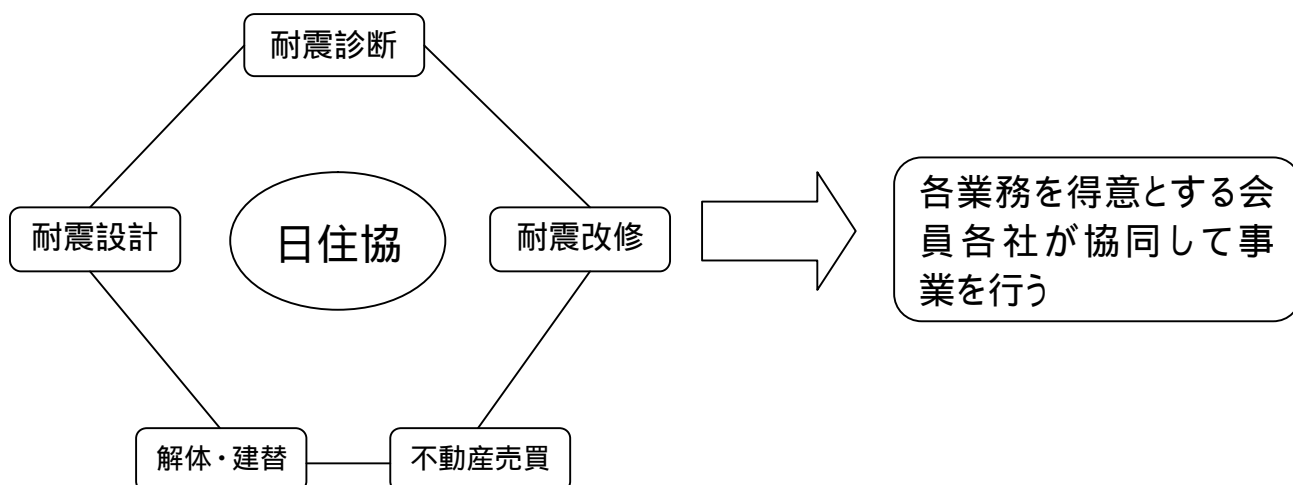 耐震診断
耐震設計
日住協
耐震改修
各業務を得意とする会
員各社が協同して事
業を行う
解体・建替
不動産売買